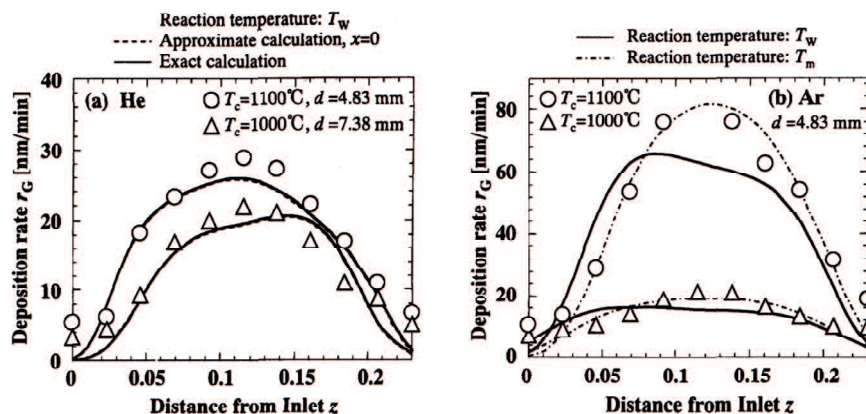 Reaction temperature: T_W
Approximate calculation, x=0
Exact calculation
(a) He
T_c=1100℃, d=4.83 mm
T_c=1000℃, d=7.38 mm
Deposition rate r_G [nm/min]
40
30
20
10
0
0 0.05 0.1 0.15 0.2
Distance from Inlet z
Reaction temperature: T_W
Reaction temperature: T_m
T_c=1100℃ (b) Ar
T_c=1000℃ d=4.83 mm
Deposition rate r_G [nm/min]
80
60
40
20
0
0 0.05 0.1 0.15 0.2
Distance from Inlet z